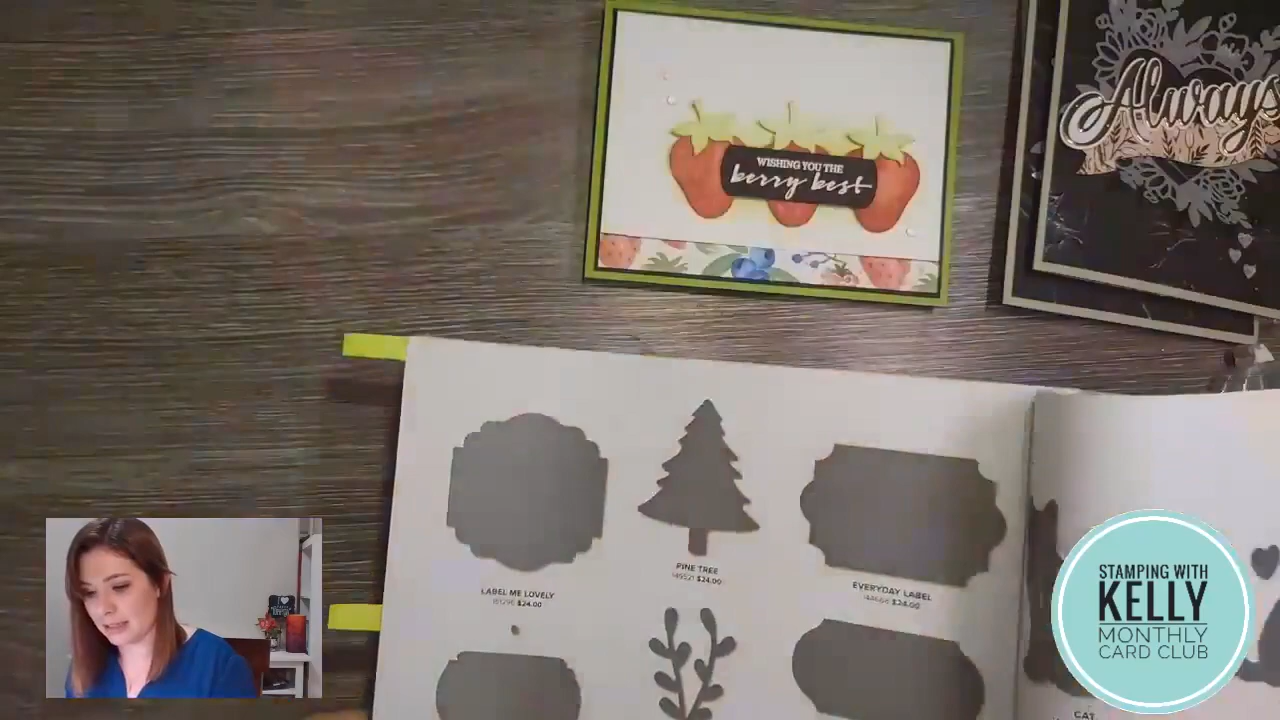 WISHING YOU THE
berry best
Always
LABEL ME LOVELY
$24.00
PINE TREE
$24.00
EVERYDAY LABEL
$24.00
CAT
STAMPING WITH
KELLY
MONTHLY
CARD CLUB